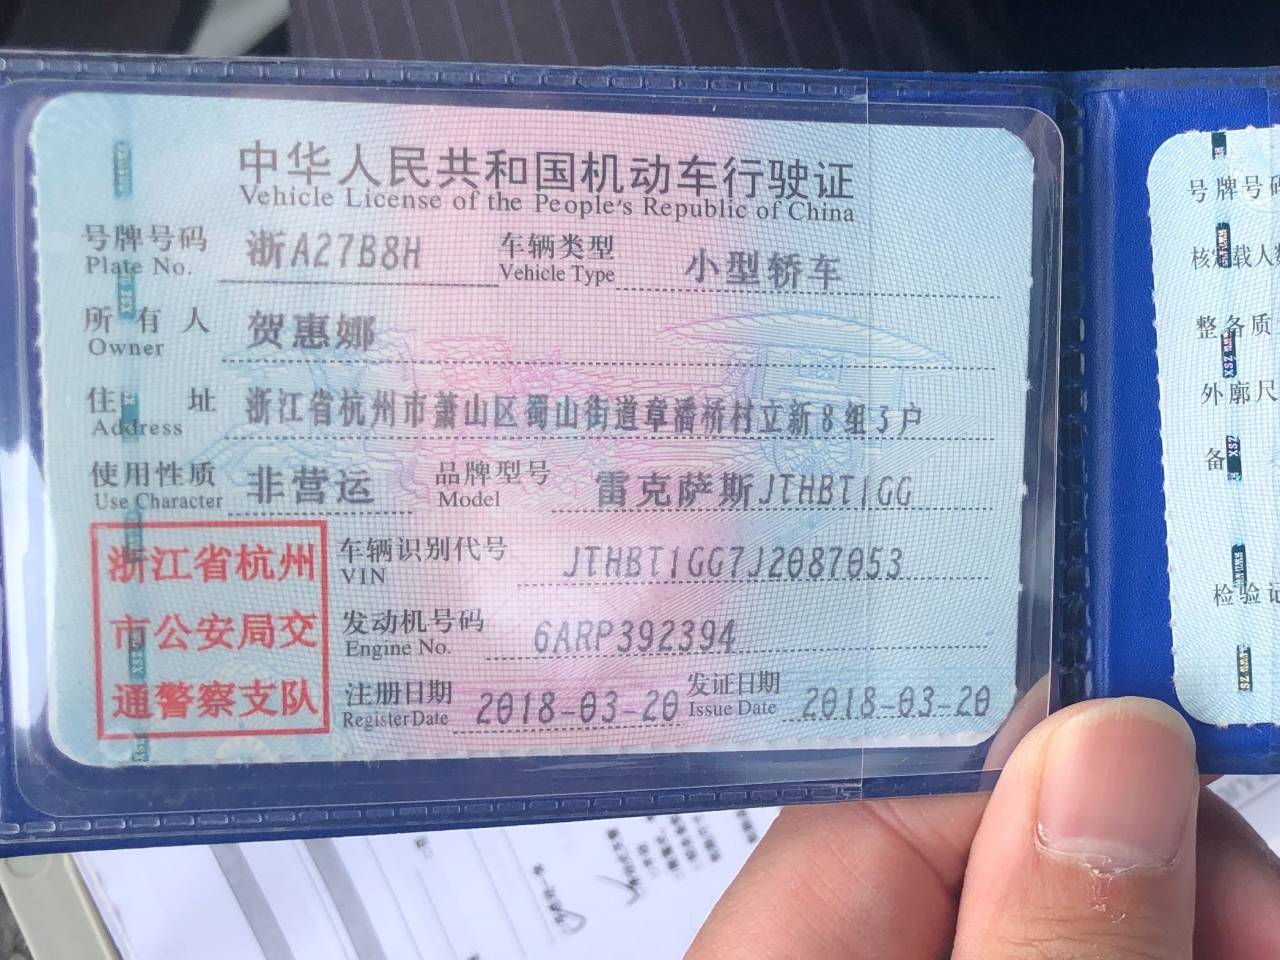 中华人民共和国机动车行驶证
Vehicle License of the People's Republic of China
号牌号码 浙A27B8H 车辆类型 小型轿车
Plate No. Vehicle Type
所有人 贺惠娜
Owner
住址 浙江省杭州市萧山区蜀山街道章潘桥村立新8组3户
Address
使用性质 非营运 品牌型号 雷克萨斯JTHBT1GG
Use Character Model
浙江省杭州
市公安局交
通警察支队
车辆识别代号 JTHBT1GG7J2087053
VIN
发动机号码 6ARP392394
Engine No.
注册日期 2018-03-20 发证日期 2018-03-20
Register Date Issue Date
号牌号码
核定载人数
整备质
外廓尺
备
检验记